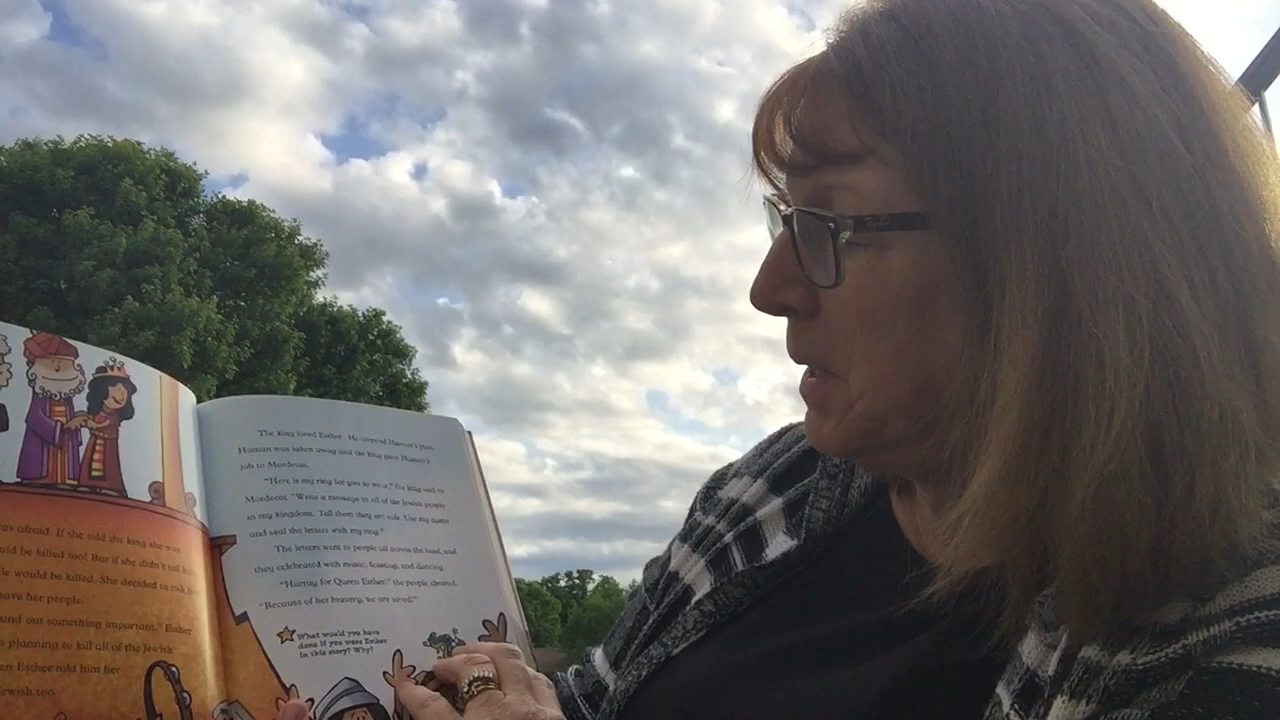 was afraid. If she told the king she was
uld be killed too! But if she didn't tell
le would be killed. She decided to risk
save her people.
und out something important," Esther
s planning to kill all of the Jewish
en Esther told him her
ewish too.
The king loved Esther. He stopped Haman's plan.
Haman was taken away and the king gave Haman's
job to Mordecai.
"Here is my ring for you to wear," the king said to
Mordecai. "Write a message to all of the Jewish people
in my kingdom. Tell them they are safe. Use my name
and seal the letters with my ring."
The letters went to people all across the land, and
they celebrated with music, feasting, and dancing.
"Hurray for Queen Esther!" the people cheered.
"Because of her bravery, we are saved!"
What would you have
done if you were Esther
in this story? Why?